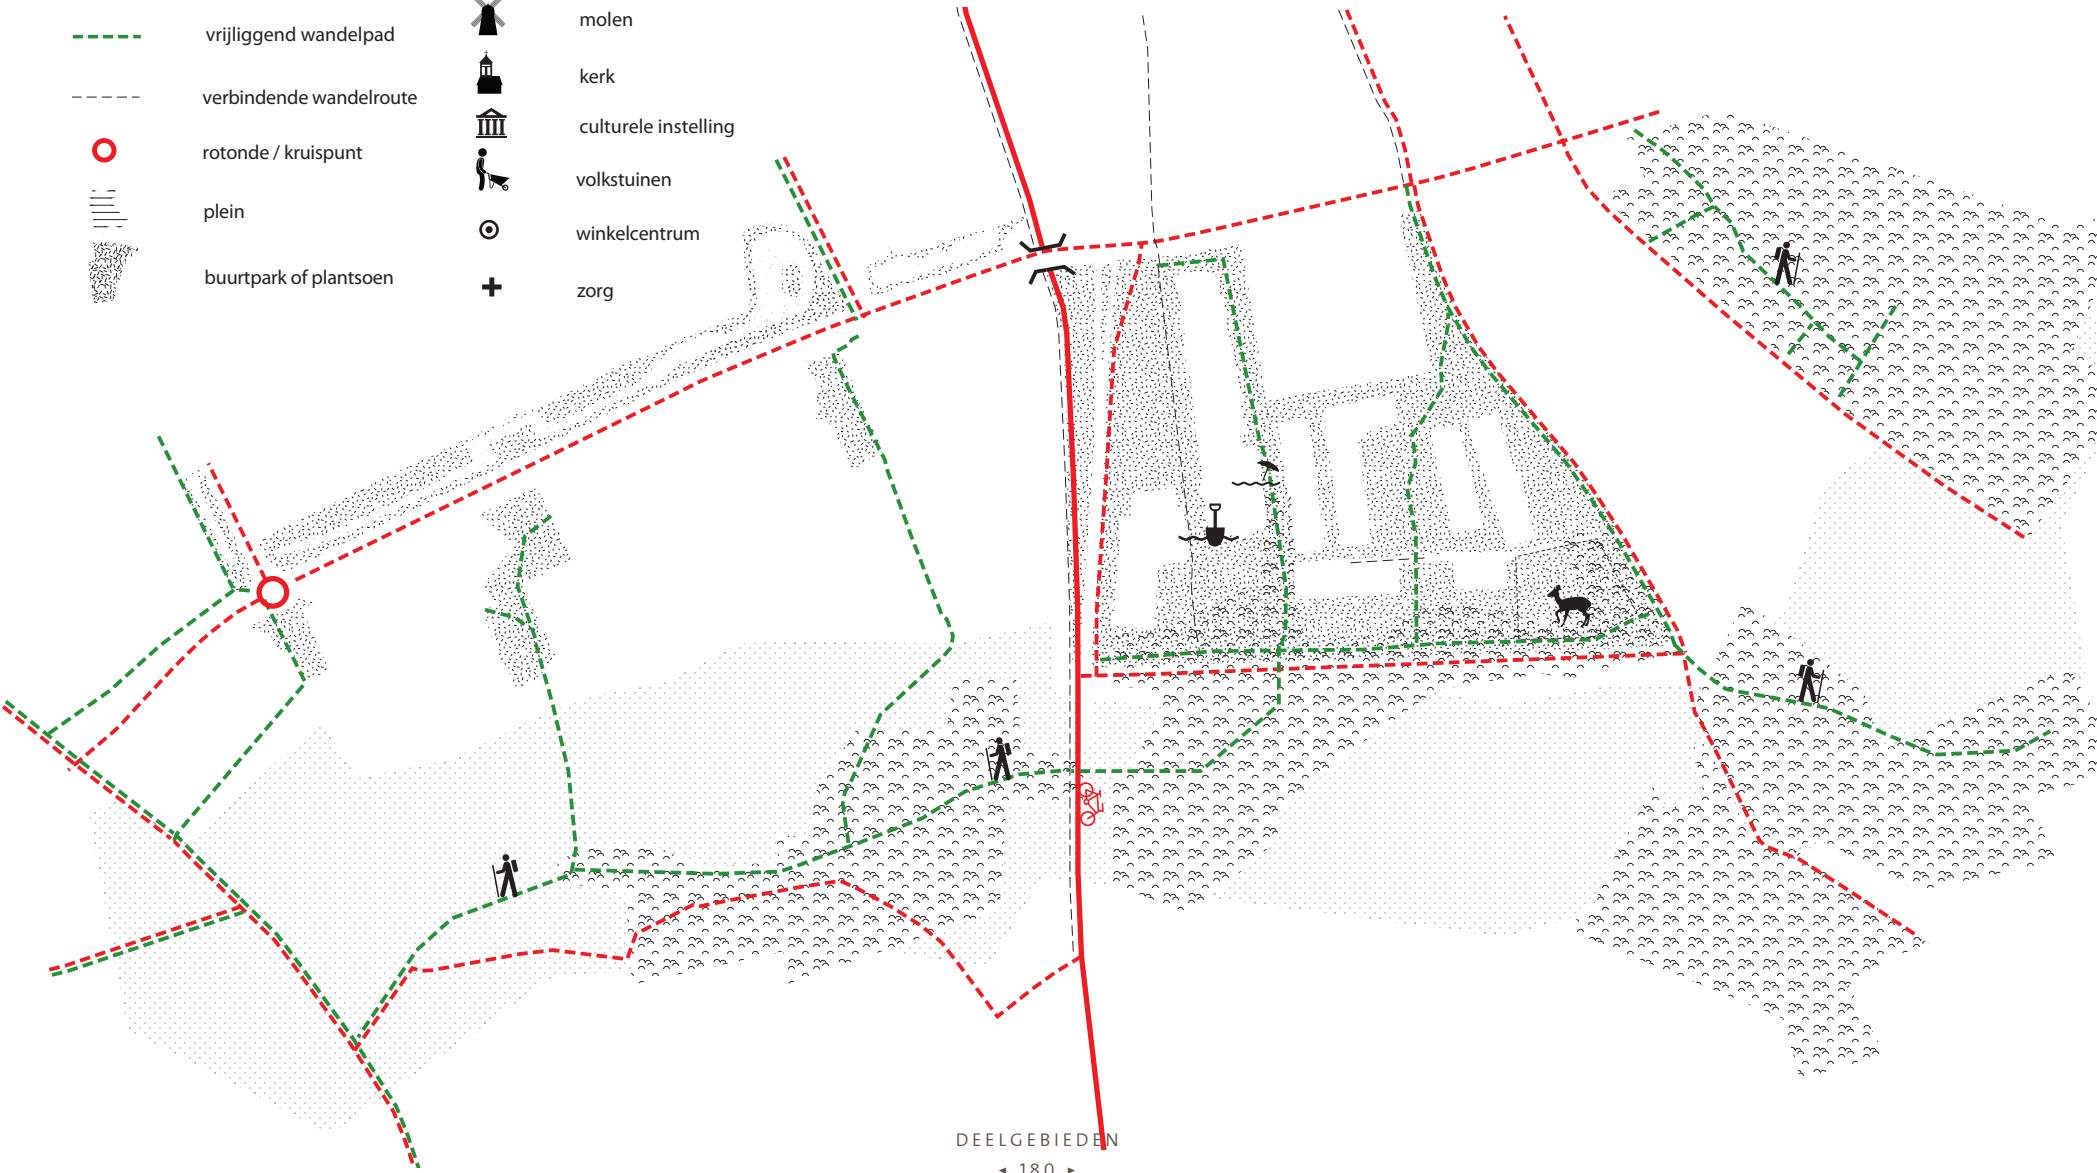 vrijliggend wandelpad
verbindende wandelroute
rotonde / kruispunt
plein
buurtpark of plantsoen
molen
kerk
culturele instelling
volkstuinen
winkelcentrum
zorg
DEELGEBIEDEN
◂ 180 ▸